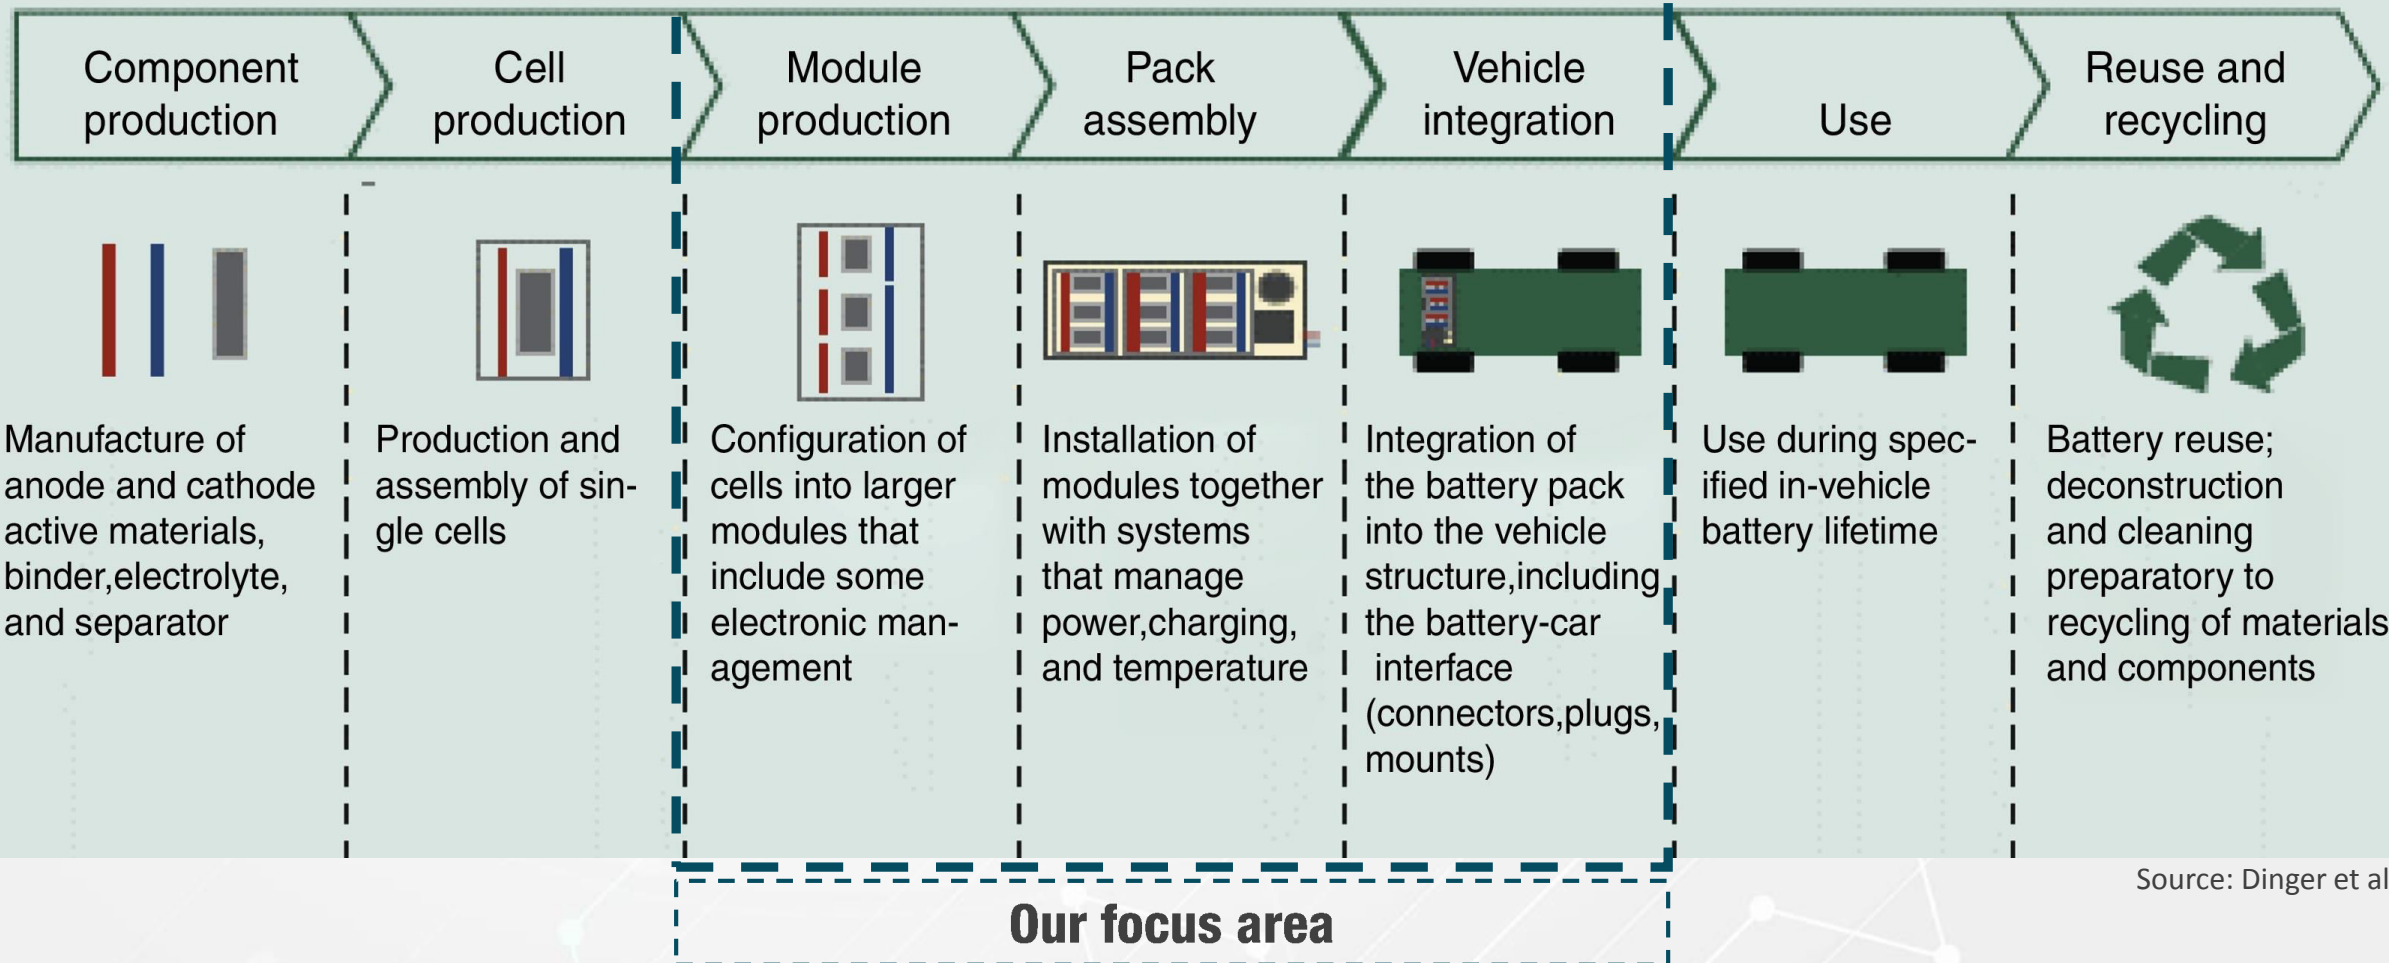 Component
production
Cell
production
Module
production
Pack
assembly
Vehicle
integration
Use
Reuse and
recycling
Manufacture of
anode and cathode
active materials,
binder,electrolyte,
and separator
Production and
assembly of sin-
gle cells
Configuration of
cells into larger
modules that
include some
electronic man-
agement
Installation of
modules together
with systems
that manage
power,charging,
and temperature
Integration of
the battery pack
into the vehicle
structure,including
the battery-car
interface
(connectors,plugs,
mounts)
Use during spec-
ified in-vehicle
battery lifetime
Battery reuse;
deconstruction
and cleaning
preparatory to
recycling of materials
and components
Source: Dinger et al
Our focus area